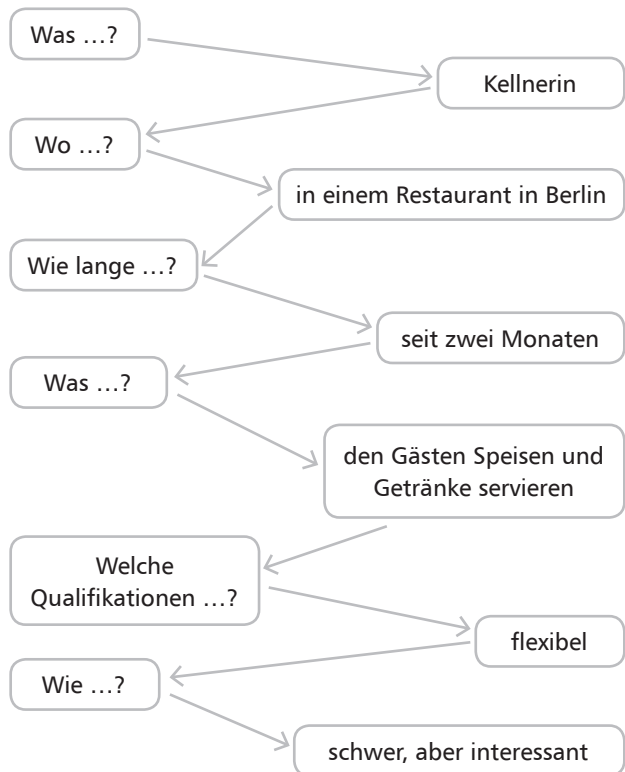 Was …?
Kellnerin
Wo …?
in einem Restaurant in Berlin
Wie lange …?
seit zwei Monaten
Was …?
den Gästen Speisen und
Getränke servieren
Welche
Qualifikationen …?
flexibel
Wie …?
schwer, aber interessant